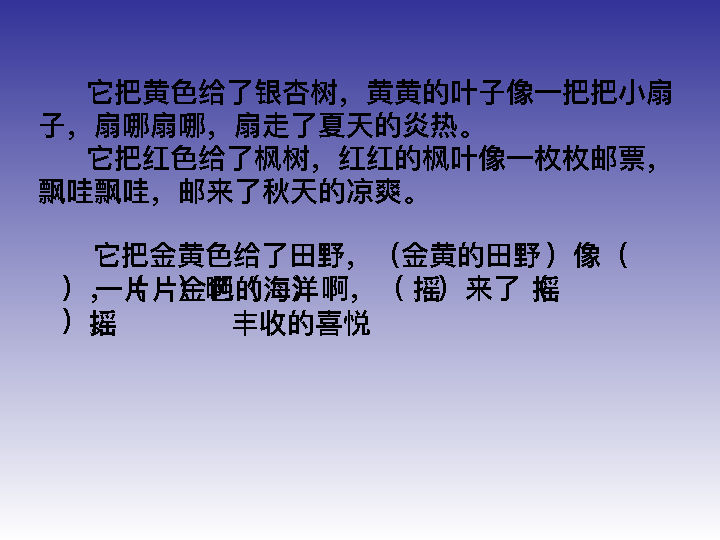 它把黄色给了银杏树，黄黄的叶子像一把把小扇
子，扇哪扇哪，扇走了夏天的炎热。
它把红色给了枫树，红红的枫叶像一枚枚邮票，
飘哇飘哇，邮来了秋天的凉爽。
它把金黄色给了田野，（金黄的田野）像（
），一片片金色的海洋啊，（摇）来了 摇
）摇 丰收的喜悦